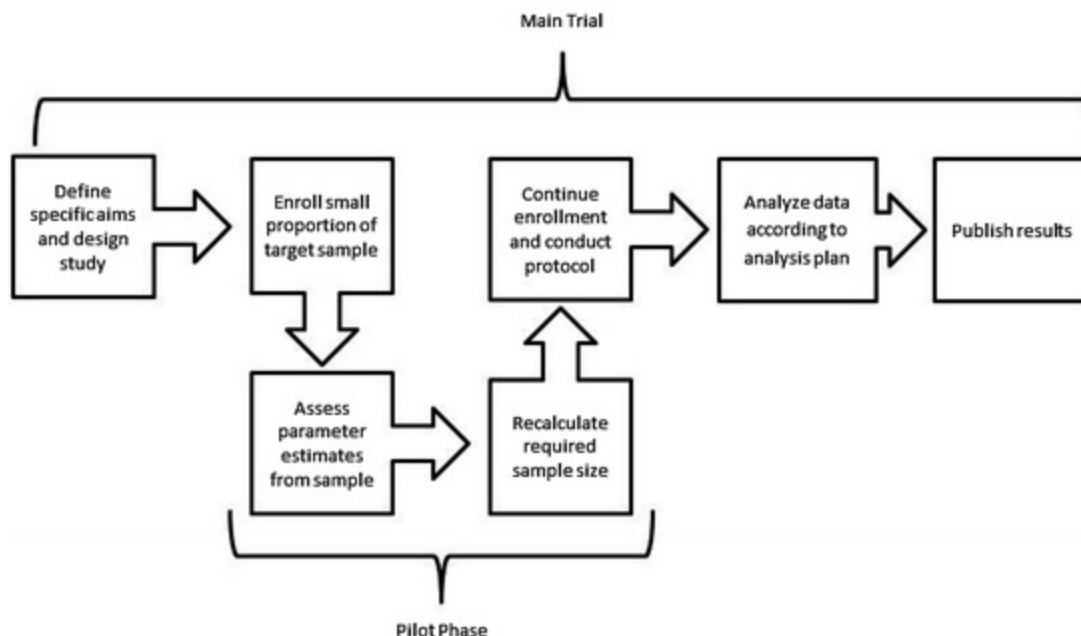 Main Trial
Define
specific aims
and design
study
Enroll small
proportion of
target sample
Assess
parameter
estimates
from sample
Recalculate
required
sample size
Continue
enrollment
and conduct
protocol
Analyze data
according to
analysis plan
Publish results
Pilot Phase